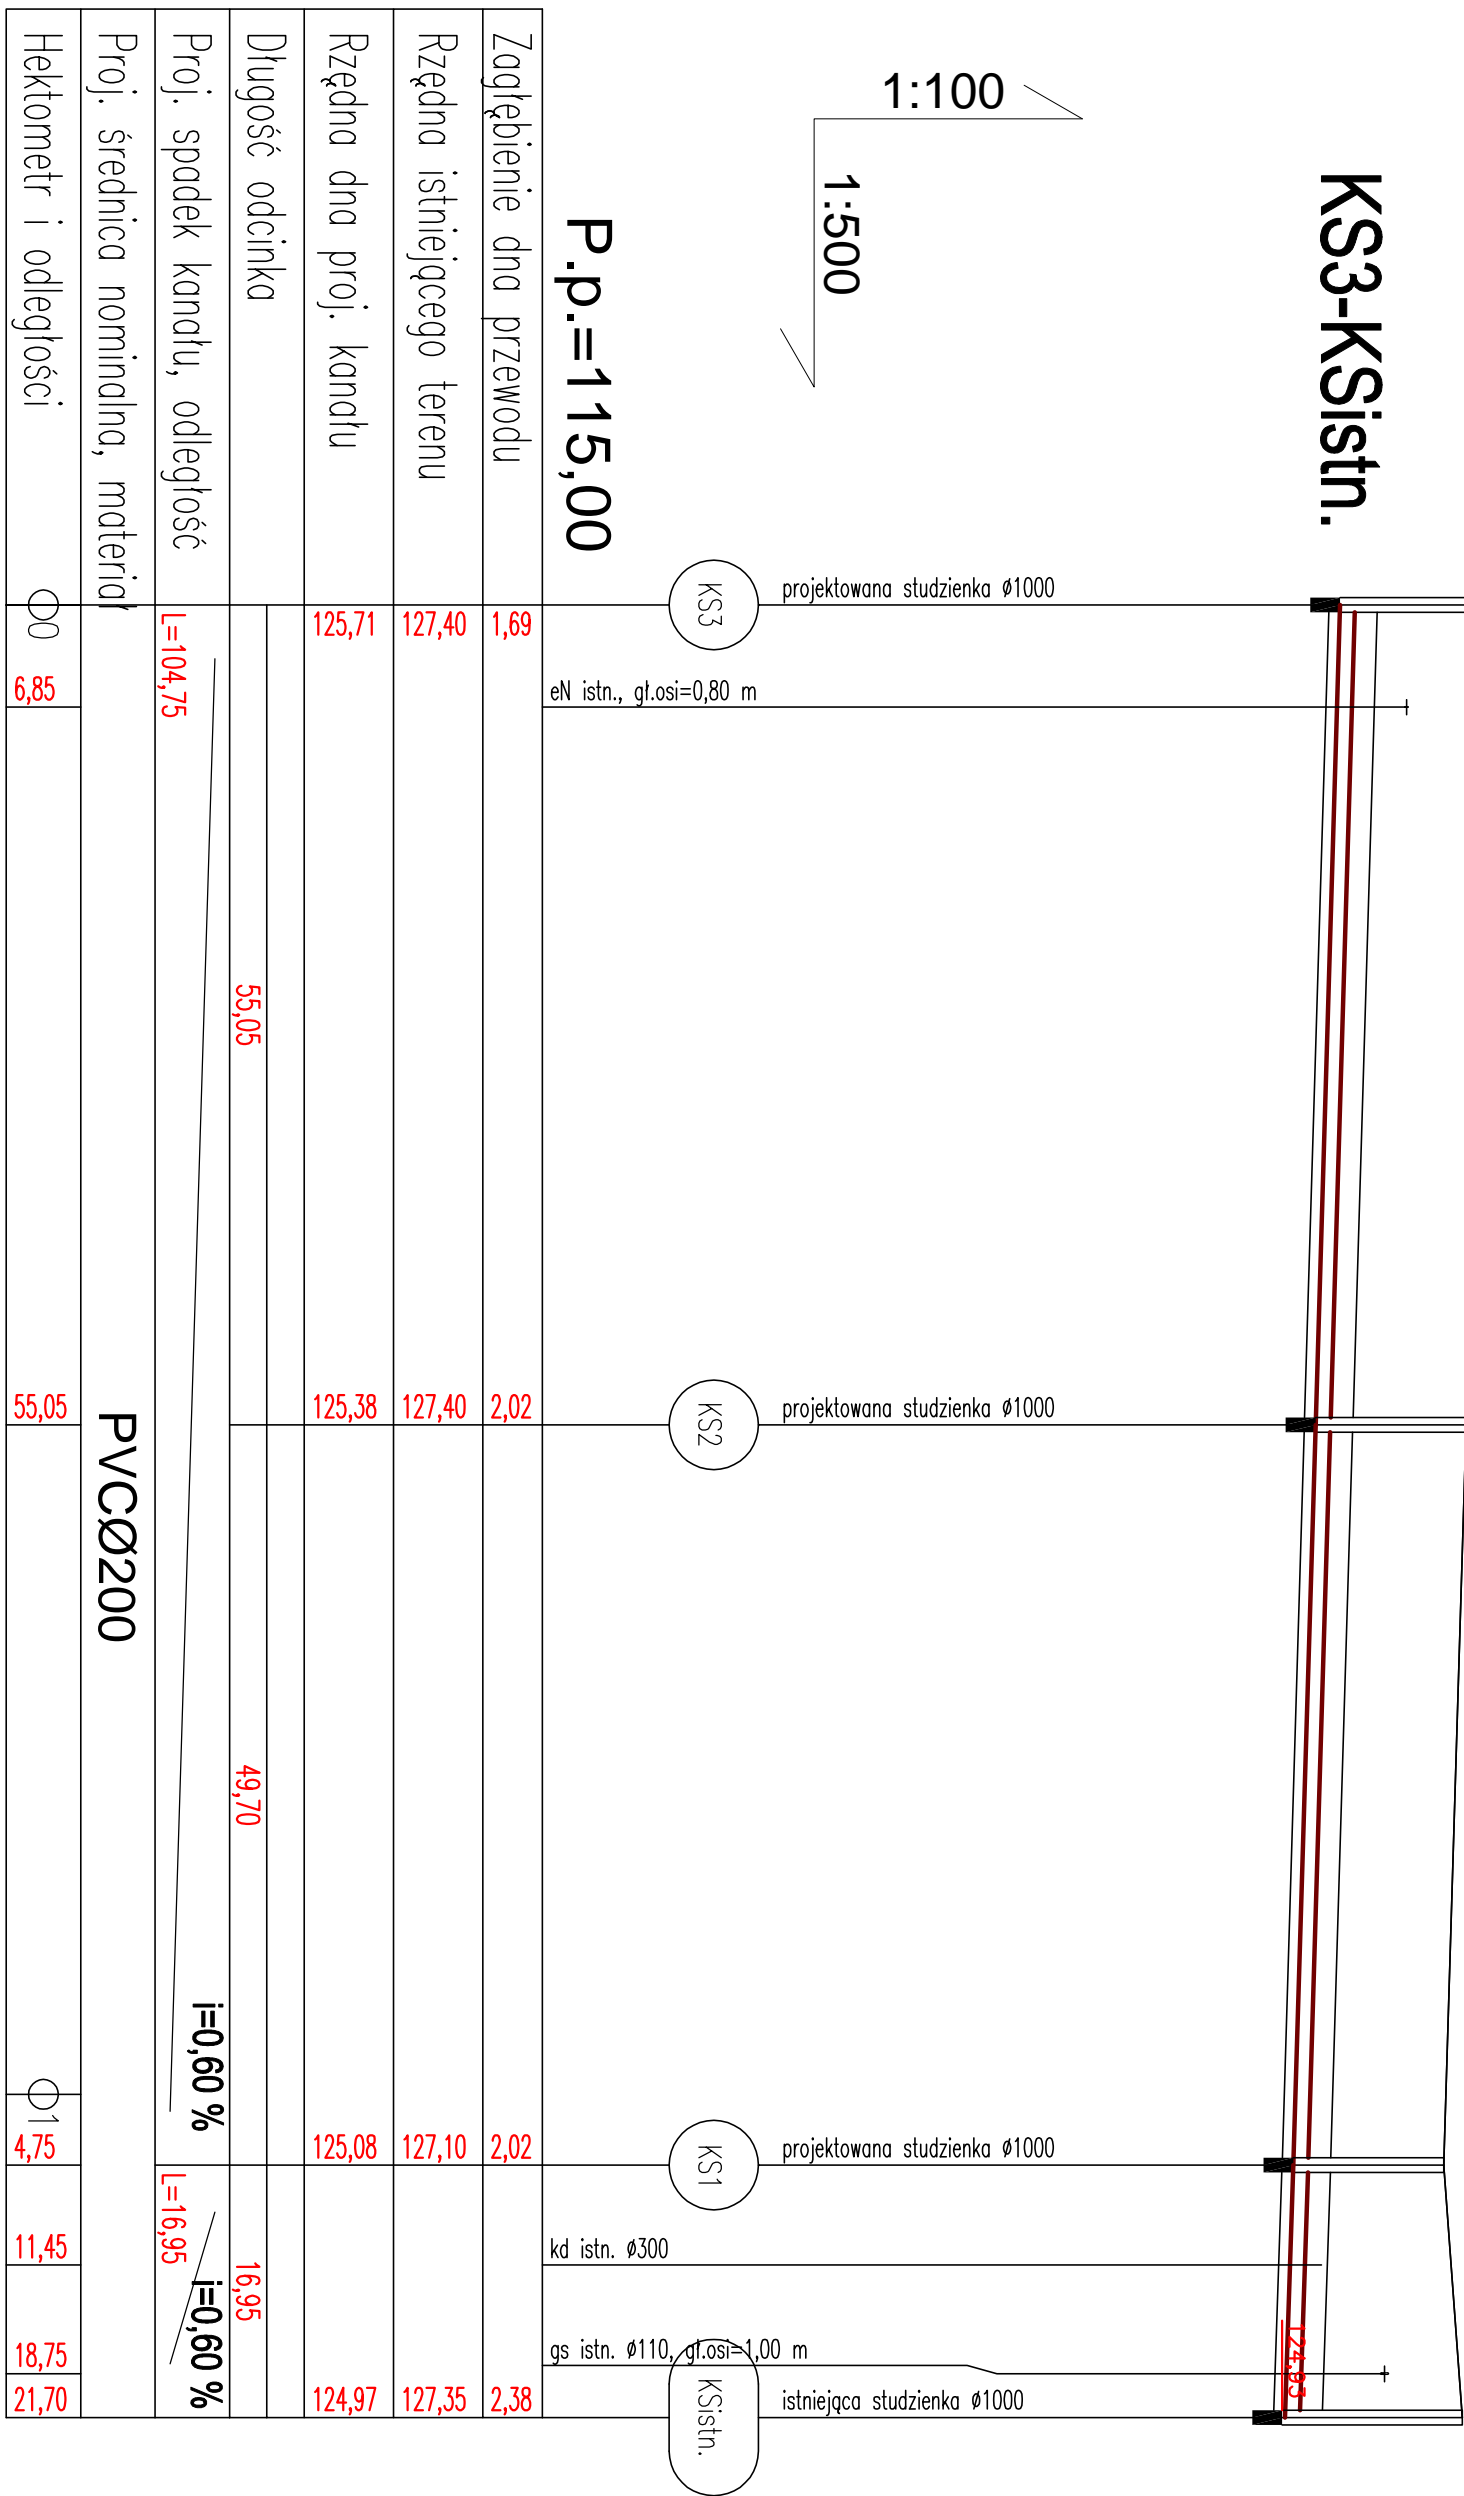 KS3-KSistn.
1:100
1:500
P.p.=115,00
projektowana studzienka ø1000
KS3
eN istn., gł.osi=0,80 m
projektowana studzienka ø1000
KS2
projektowana studzienka ø1000
KS1
kd istn. ø300
gs istn. ø110, gł.osi=1,00 m
istniejąca studzienka ø1000
KSistn.
124,93
Zagłębienie dna przewodu
1,69 2,02 2,02 2,38
Rzędna istniejącego terenu
127,40 127,40 127,10 127,35
Rzędna dna proj. kanału
125,71 125,38 125,08 124,97
Długość odcinka
55,05 49,70 16,95
Proj. spadek kanału, odległość
L=104,75 i=0,60 % L=16,95 i=0,60 %
Proj. średnica nominalna, materiał
PVCØ200
Hektometr i odległości
0 6,85 55,05 1 4,75 11,45 18,75 21,70